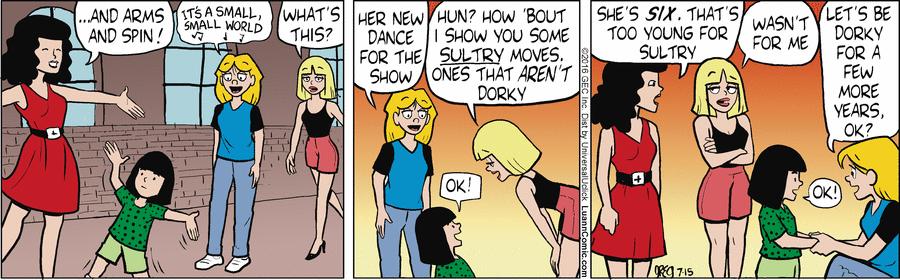 ...AND ARMS
AND SPIN!
IT'S A SMALL,
SMALL WORLD
WHAT'S
THIS?
HER NEW
DANCE
FOR THE
SHOW
HUN? HOW 'BOUT
I SHOW YOU SOME
SULTRY MOVES.
ONES THAT AREN'T
DORKY
OK!
©2016 GEC Inc. Dist by UniversalUclick LuannComic.com
SHE'S SIX. THAT'S
TOO YOUNG FOR
SULTRY
WASN'T
FOR ME
LET'S BE
DORKY
FOR A
FEW
MORE
YEARS,
OK?
OK!
7-15